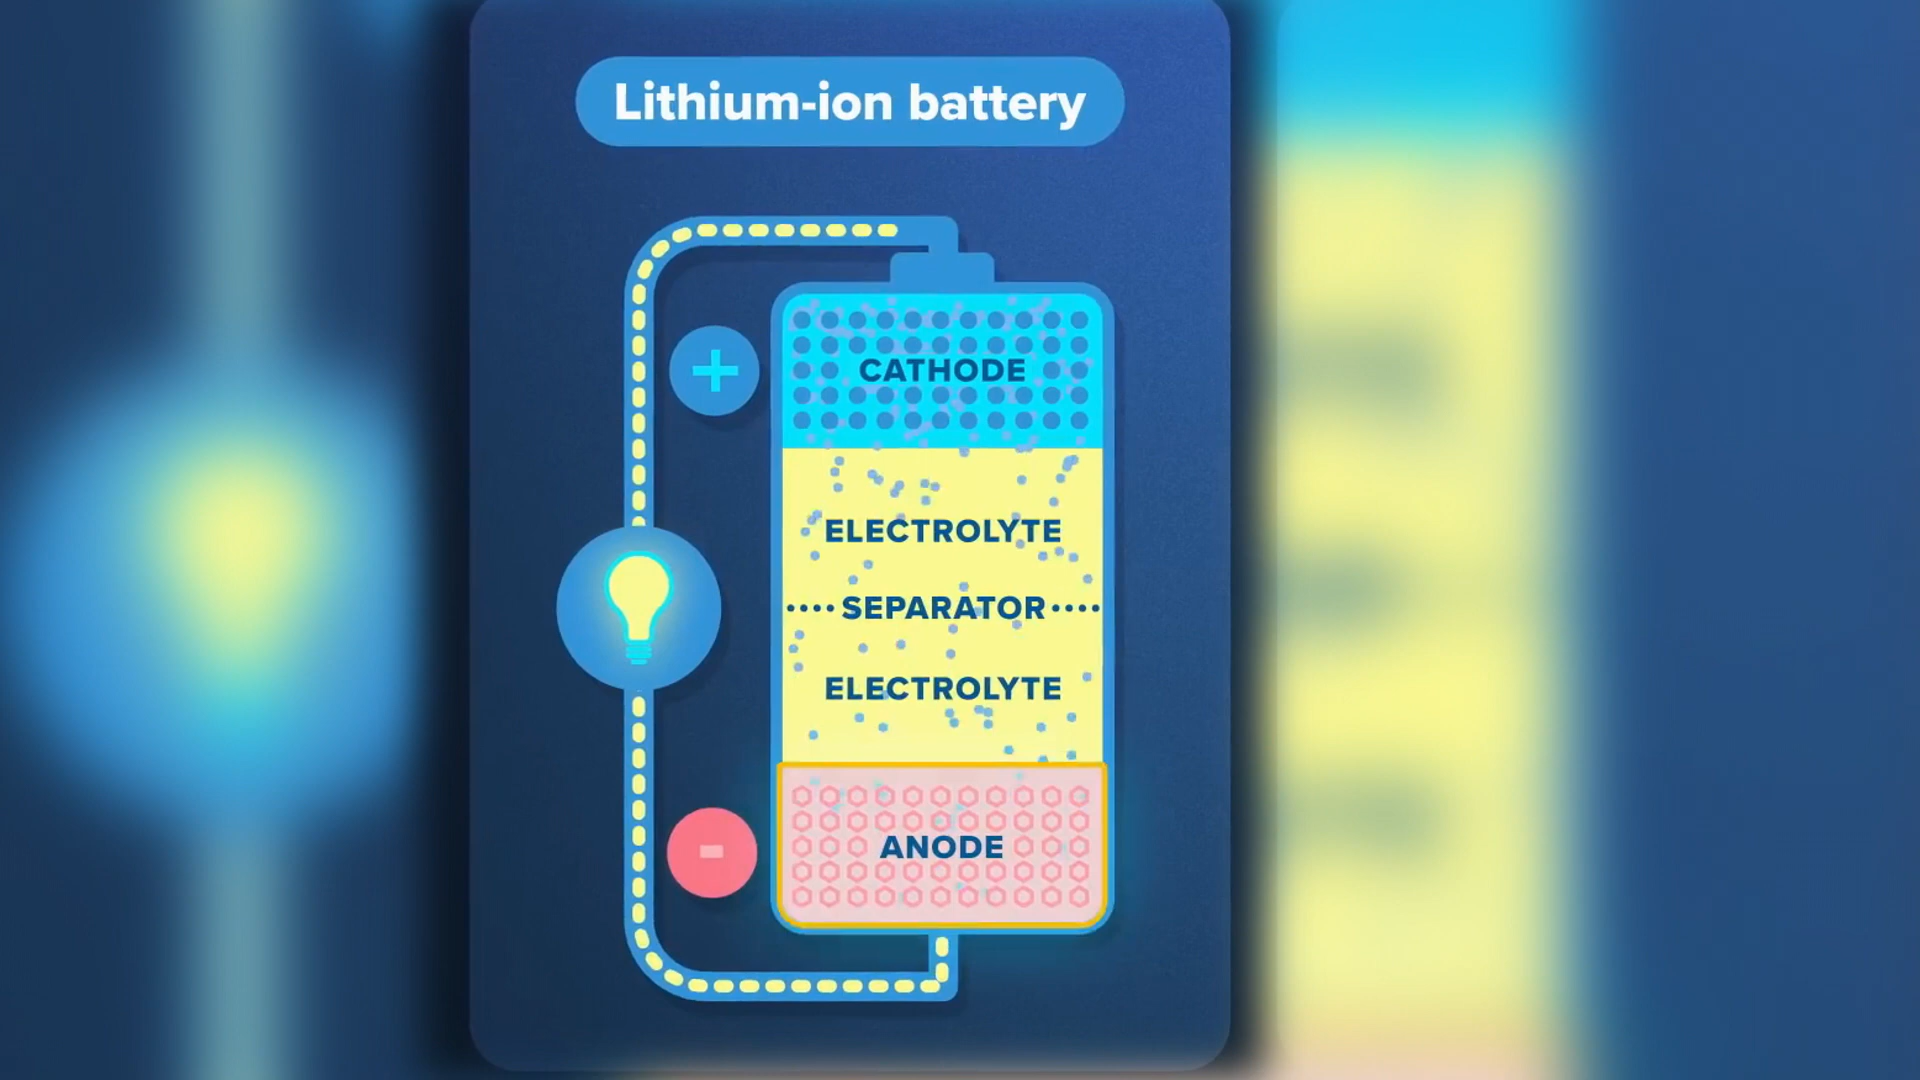 Lithium-ion battery
+
CATHODE
ELECTROLYTE
SEPARATOR
ELECTROLYTE
-
ANODE